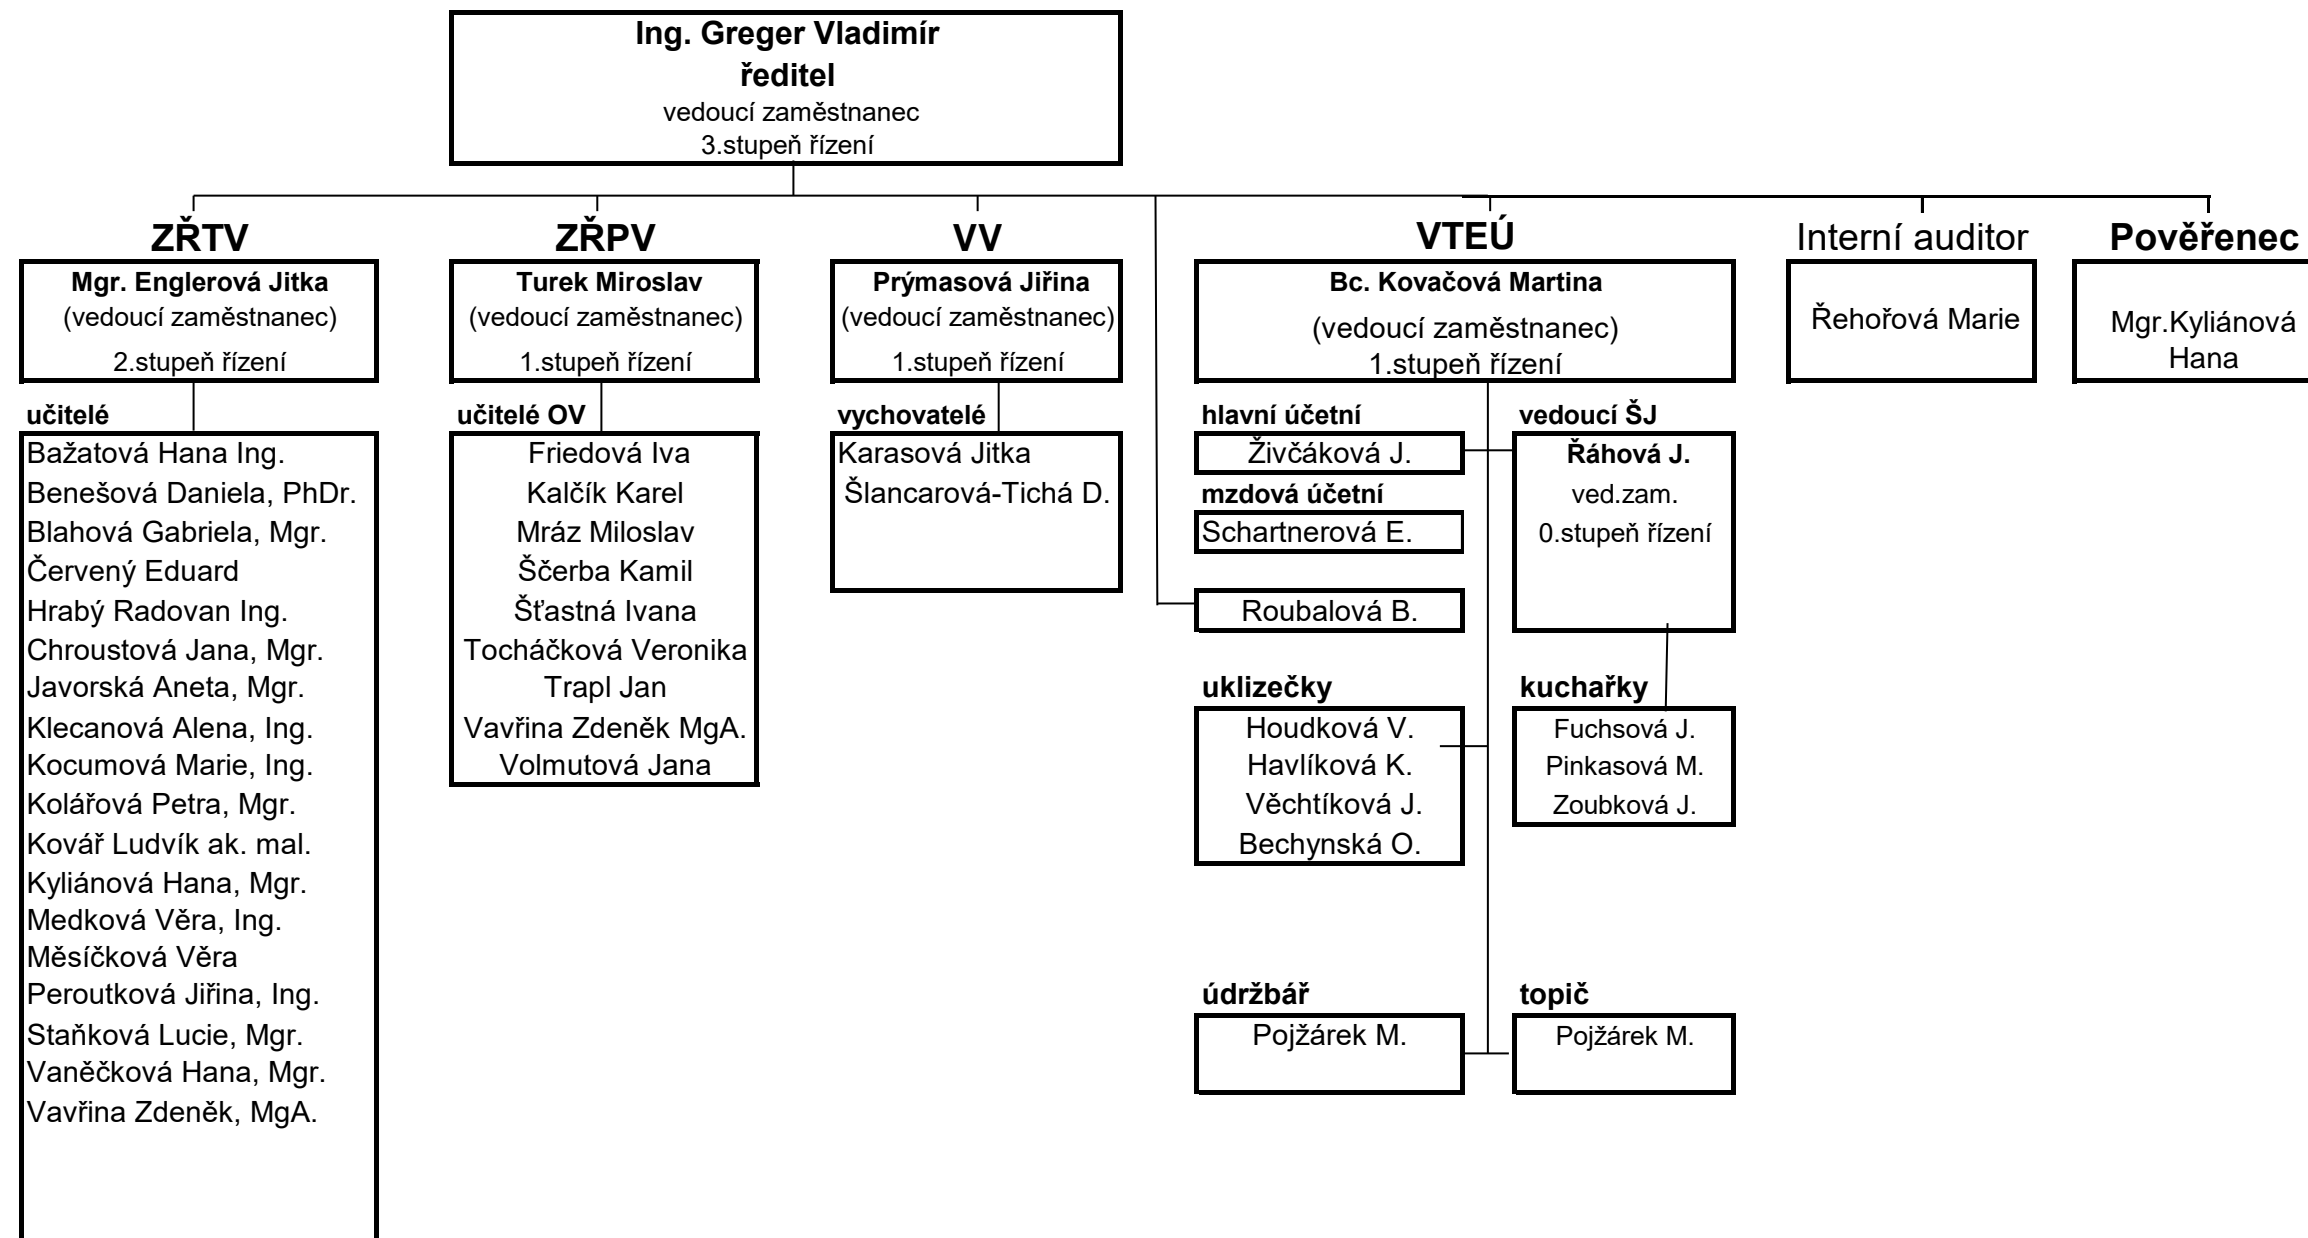 Ing. Greger Vladimír
ředitel
vedoucí zaměstnanec
3.stupeň řízení
ZŘTV
Mgr. Englerová Jitka
(vedoucí zaměstnanec)
2.stupeň řízení
učitelé
Bažatová Hana Ing.
Benešová Daniela, PhDr.
Blahová Gabriela, Mgr.
Červený Eduard
Hrabý Radovan Ing.
Chroustová Jana, Mgr.
Javorská Aneta, Mgr.
Klecanová Alena, Ing.
Kocumová Marie, Ing.
Kolářová Petra, Mgr.
Kovář Ludvík ak. mal.
Kyliánová Hana, Mgr.
Medková Věra, Ing.
Měsíčková Věra
Peroutková Jiřina, Ing.
Staňková Lucie, Mgr.
Vaněčková Hana, Mgr.
Vavřina Zdeněk, MgA.
ZŘPV
Turek Miroslav
(vedoucí zaměstnanec)
1.stupeň řízení
učitelé OV
Friedová Iva
Kalčík Karel
Mráz Miloslav
Ščerba Kamil
Šťastná Ivana
Tocháčková Veronika
Trapl Jan
Vavřina Zdeněk MgA.
Volmutová Jana
VV
Prýmasová Jiřina
(vedoucí zaměstnanec)
1.stupeň řízení
vychovatelé
Karasová Jitka
Šlancarová-Tichá D.
VTEÚ
Bc. Kovačová Martina
(vedoucí zaměstnanec)
1.stupeň řízení
hlavní účetní
Živčáková J.
mzdová účetní
Schartnerová E.
Roubalová B.
uklizečky
Houdková V.
Havlíková K.
Věchtíková J.
Bechynská O.
údržbář
Pojžárek M.
vedoucí ŠJ
Řáhová J.
ved.zam.
0.stupeň řízení
kuchařky
Fuchsová J.
Pinkasová M.
Zoubková J.
topič
Pojžárek M.
Interní auditor
Řehořová Marie
Pověřenec
Mgr.Kyliánová
Hana